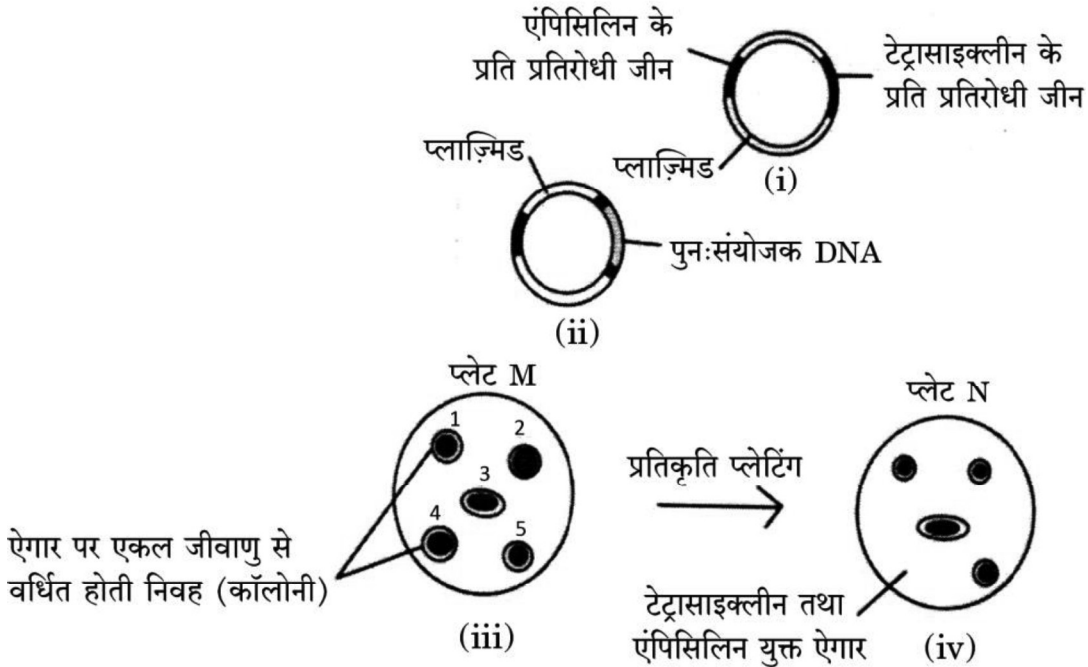 एंपिसिलिन के
प्रति प्रतिरोधी जीन
टेट्रासाइक्लीन के
प्रति प्रतिरोधी जीन
प्लाज़्मिड
(i)
प्लाज़्मिड
पुनःसंयोजक DNA
(ii)
प्लेट M
1
2
3
4
5
ऐगार पर एकल जीवाणु से
वर्धित होती निवह (कॉलोनी)
(iii)
प्रतिकृति प्लेटिंग
प्लेट N
टेट्रासाइक्लीन तथा
एंपिसिलिन युक्त ऐगार
(iv)